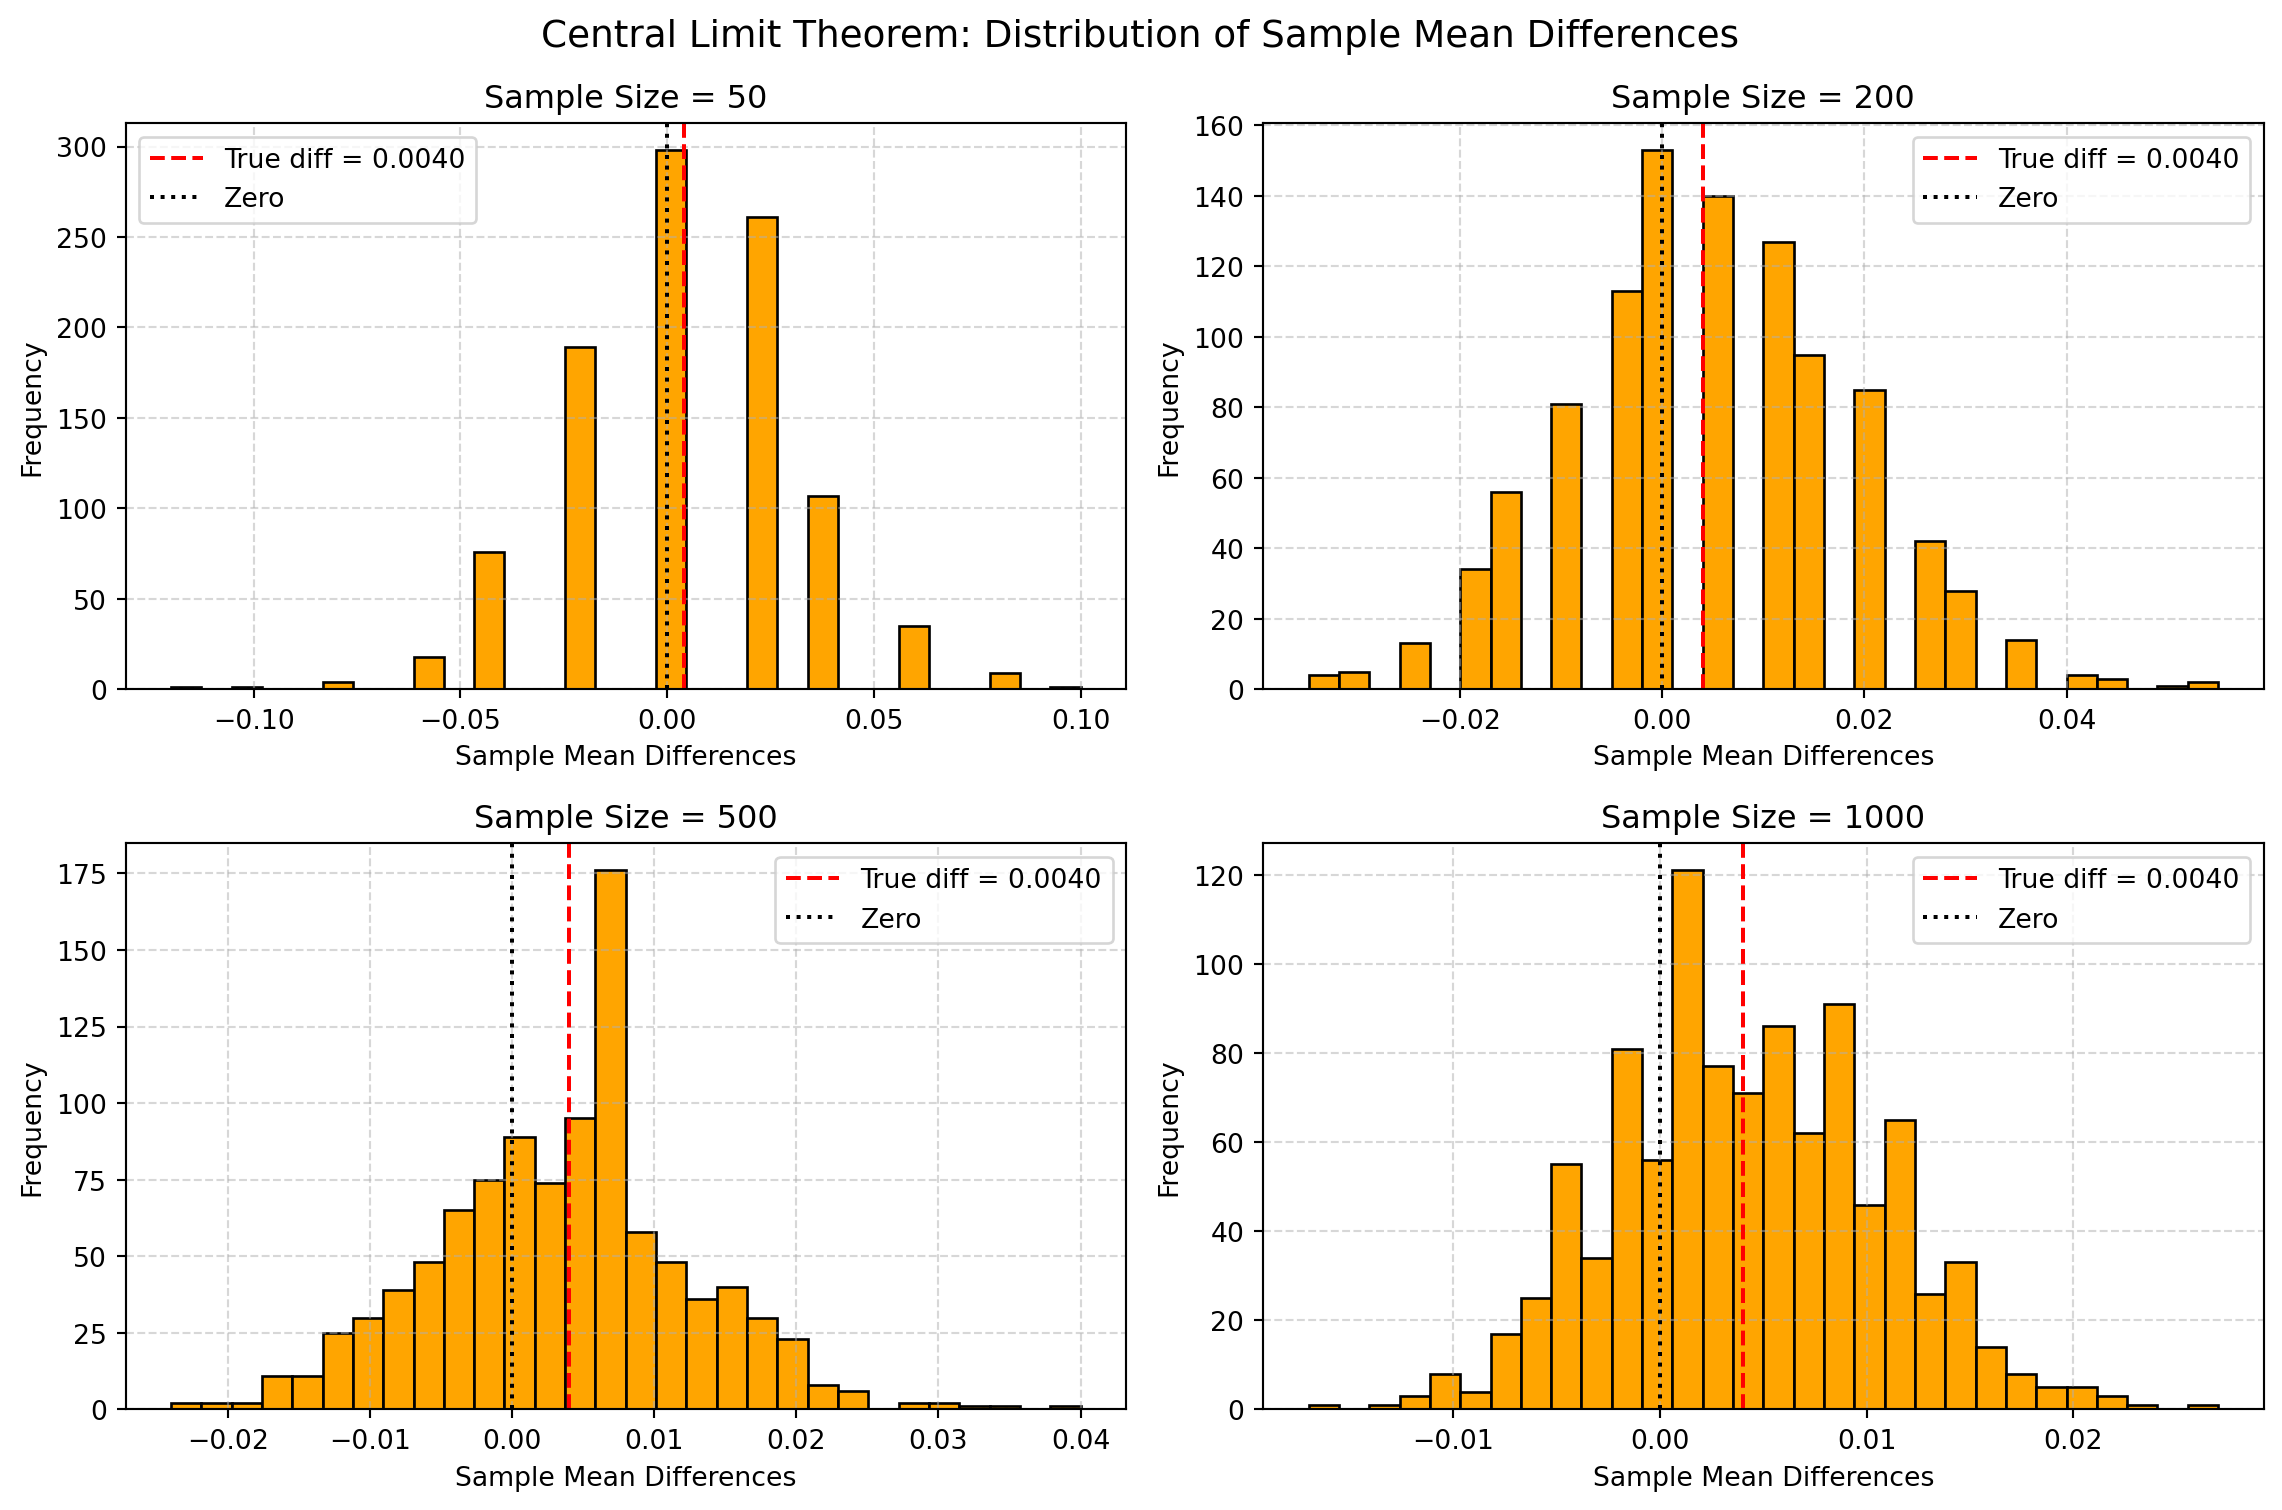 Central Limit Theorem: Distribution of Sample Mean Differences
Sample Size = 50
True diff = 0.0040
Zero
Frequency
300
250
200
150
100
50
0
−0.10 −0.05 0.00 0.05 0.10
Sample Mean Differences
Sample Size = 200
True diff = 0.0040
Zero
Frequency
160
140
120
100
80
60
40
20
0
−0.02 0.00 0.02 0.04
Sample Mean Differences
Sample Size = 500
True diff = 0.0040
Zero
Frequency
175
150
125
100
75
50
25
0
−0.02 −0.01 0.00 0.01 0.02 0.03 0.04
Sample Mean Differences
Sample Size = 1000
True diff = 0.0040
Zero
Frequency
120
100
80
60
40
20
0
−0.01 0.00 0.01 0.02
Sample Mean Differences